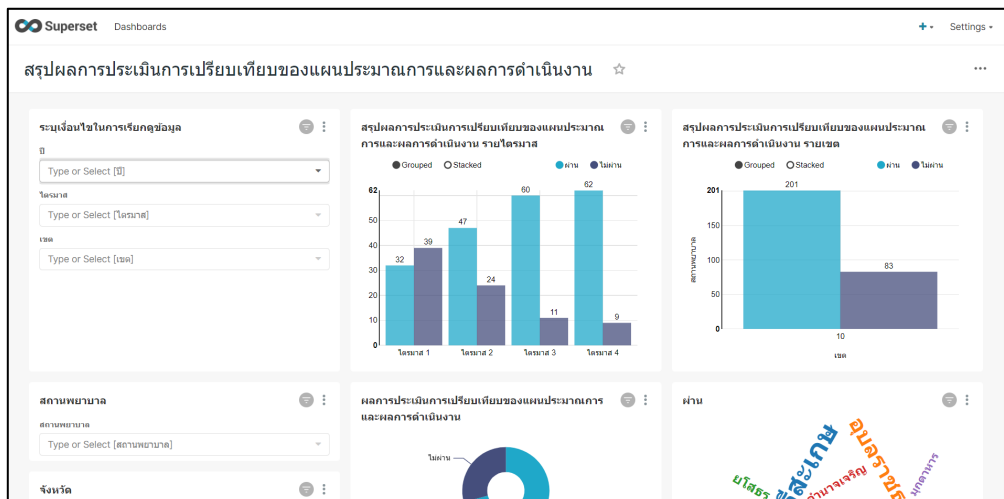 Superset Dashboards Settings
สรุปผลการประเมินการเปรียบเทียบของแผนประมาณการและผลการดำเนินงาน
ระบุเงื่อนไขในการเรียกดูข้อมูล
ปี
Type or Select [ปี]
ไตรมาส
Type or Select [ไตรมาส]
เขต
Type or Select [เขต]
สรุปผลการประเมินการเปรียบเทียบของแผนประมาณ
การและผลการดำเนินงาน รายไตรมาส
Grouped Stacked ผ่าน ไม่ผ่าน
62
50
40
30
20
10
0
32
39
47
24
60
11
62
9
ไตรมาส 1 ไตรมาส 2 ไตรมาส 3 ไตรมาส 4
สรุปผลการประเมินการเปรียบเทียบของแผนประมาณ
การและผลการดำเนินงาน รายเขต
Grouped Stacked ผ่าน ไม่ผ่าน
สถานพยาบาล
201
150
100
50
0
201
83
10
เขต
สถานพยาบาล
สถานพยาบาล
Type or Select [สถานพยาบาล]
จังหวัด
ผลการประเมินการเปรียบเทียบของแผนประมาณการ
และผลการดำเนินงาน
ไม่ผ่าน
ผ่าน
ยโสธร
อำนาจเจริญ
มุกดาหาร